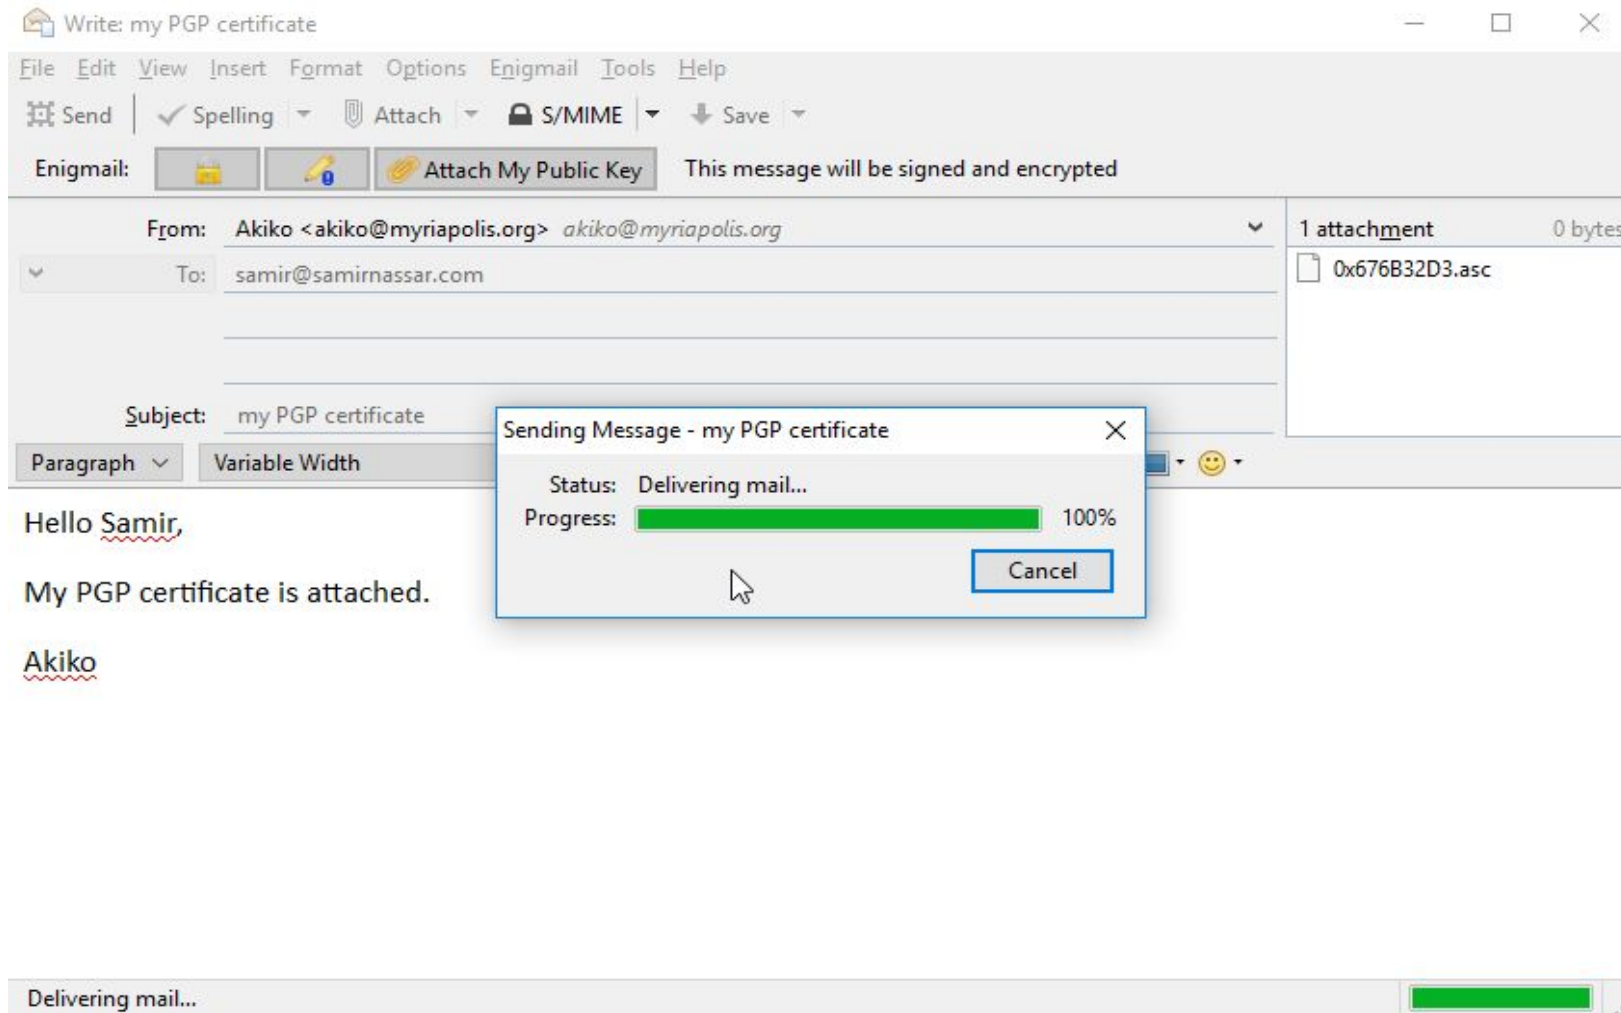 Write: my PGP certificate
File Edit View Insert Format Options Enigmail Tools Help
Send Spelling Attach S/MIME Save
Enigmail: Attach My Public Key This message will be signed and encrypted
From: Akiko <akiko@myriapolis.org> akiko@myriapolis.org
1 attachment 0 bytes
To: samir@samirnassar.com
0x676B32D3.asc
Subject: my PGP certificate
Sending Message - my PGP certificate
Paragraph Variable Width
Status: Delivering mail...
Progress: 100%
Cancel
Hello Samir,
My PGP certificate is attached.
Akiko
Delivering mail...